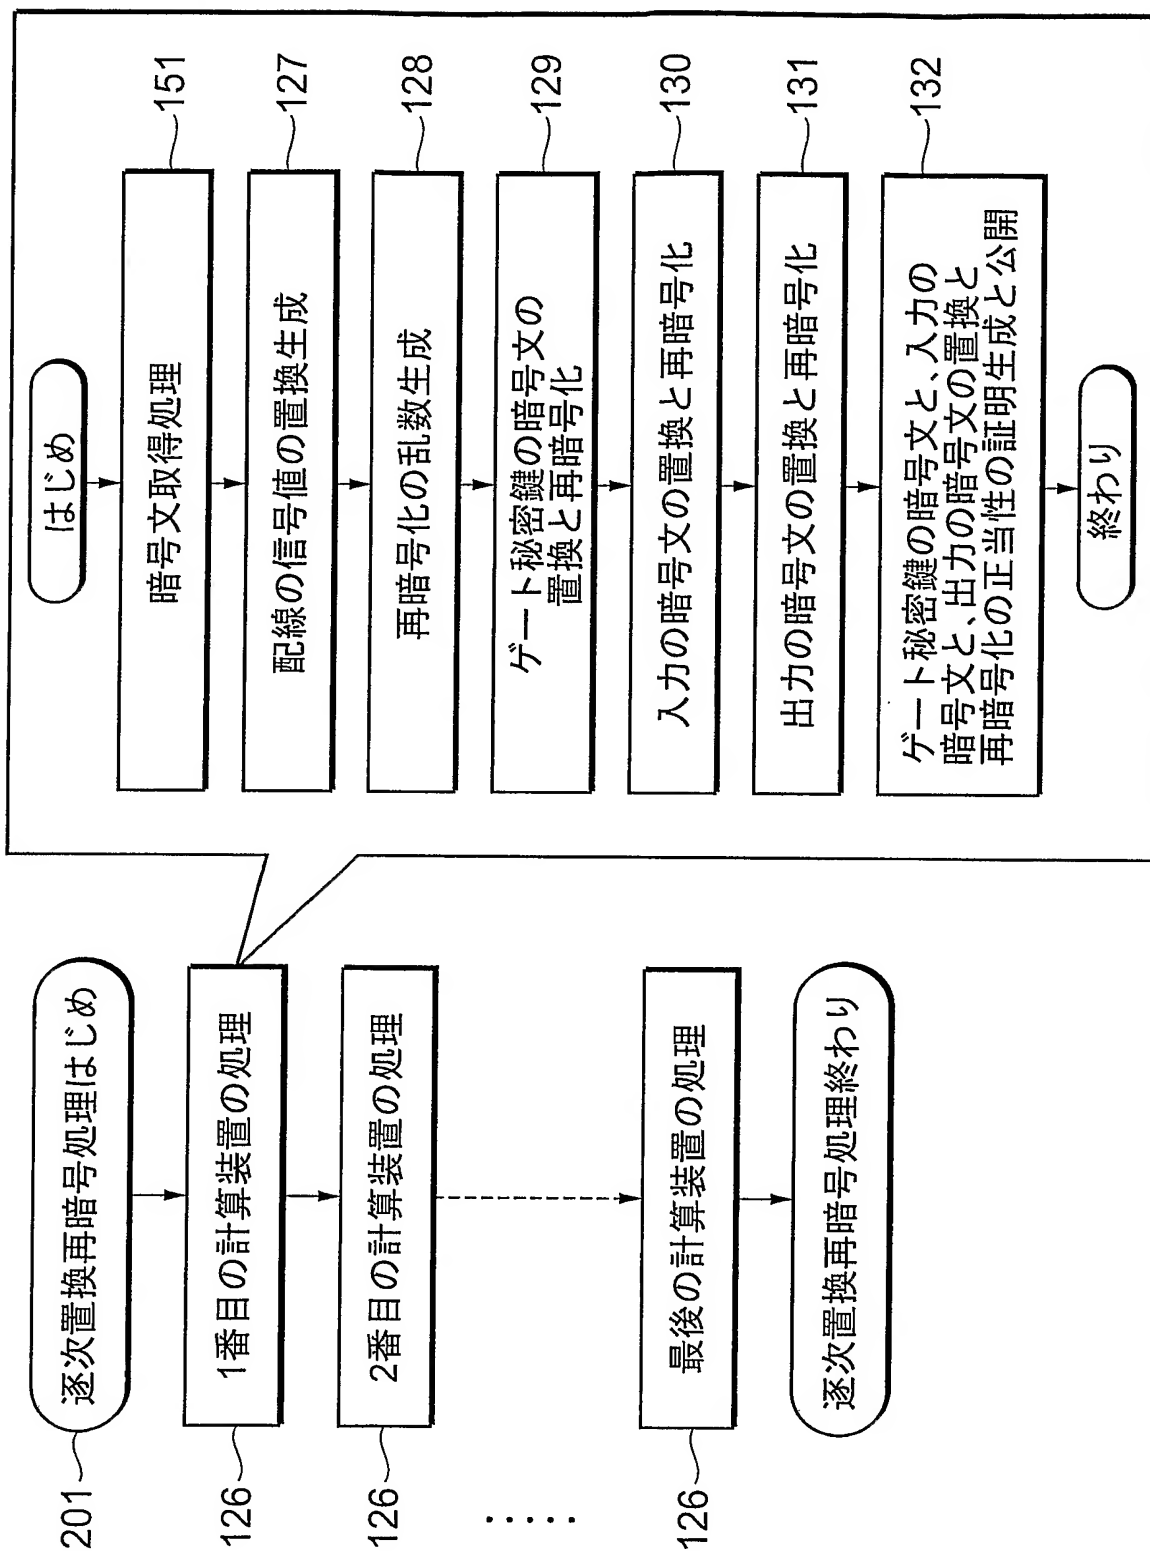 逐次置換再暗号処理はじめ
201
1番目の計算装置の処理
126
2番目の計算装置の処理
126
・・・・・
最後の計算装置の処理
126
逐次置換再暗号処理終わり
はじめ
暗号文取得処理
151
配線の信号値の置換生成
127
再暗号化の乱数生成
128
ゲート秘密鍵の暗号文の
置換と再暗号化
129
入力の暗号文の置換と再暗号化
130
出力の暗号文の置換と再暗号化
131
ゲート秘密鍵の暗号文と、入力の
暗号文と、出力の暗号文の置換と
再暗号化の正当性の証明生成と公開
132
終わり